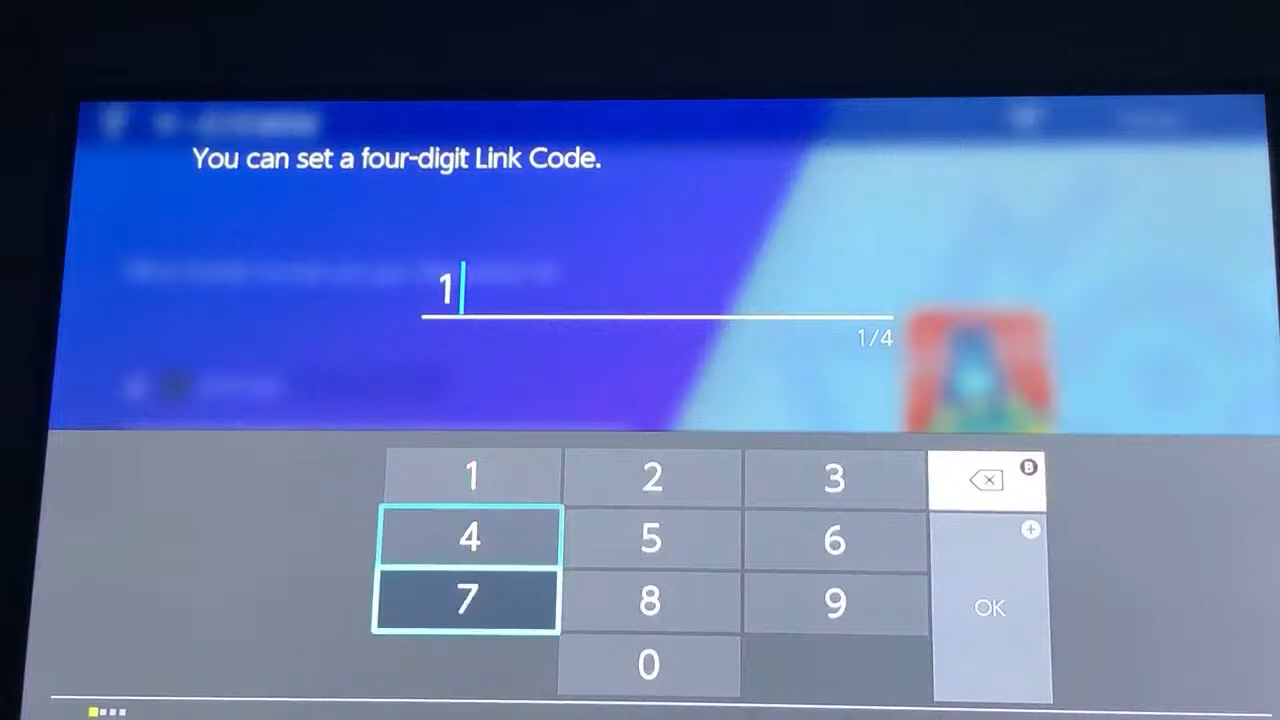 You can set a four-digit Link Code.
1
1/4
1 2 3 B
4 5 6 +
7 8 9 OK
0